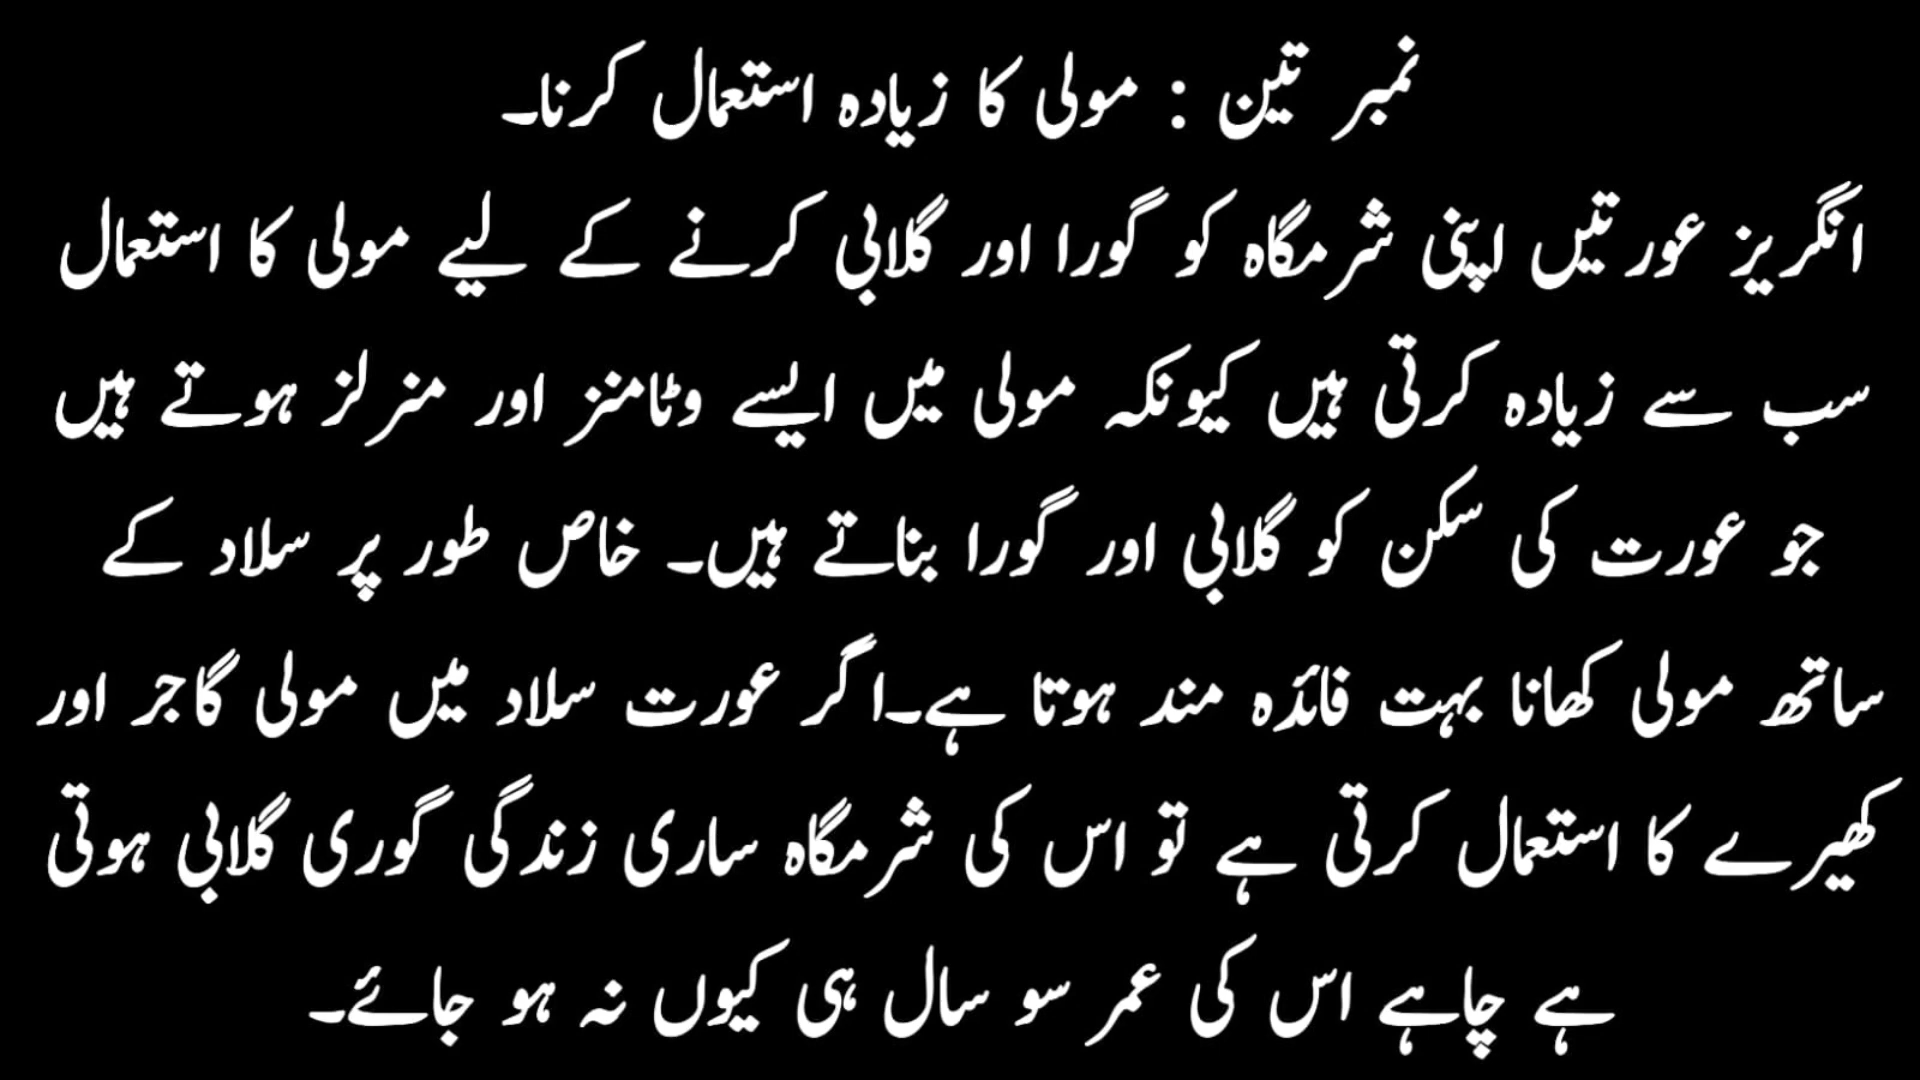 نمبر تین : مولی کا زیادہ استعمال کرنا۔
انگریز عورتیں اپنی شرمگاہ کو گورا اور گلابی کرنے کے لیے مولی کا استعمال
سب سے زیادہ کرتی ہیں کیونکہ مولی میں ایسے وٹامنز اور منرلز ہوتے ہیں
جو عورت کی سکن کو گلابی اور گورا بناتے ہیں۔ خاص طور پر سلاد کے
ساتھ مولی کھانا بہت فائدہ مند ہوتا ہے۔اگر عورت سلاد میں مولی گاجر اور
کھیرے کا استعمال کرتی ہے تو اس کی شرمگاہ ساری زندگی گوری گلابی ہوتی
ہے چاہے اس کی عمر سو سال ہی کیوں نہ ہو جائے۔